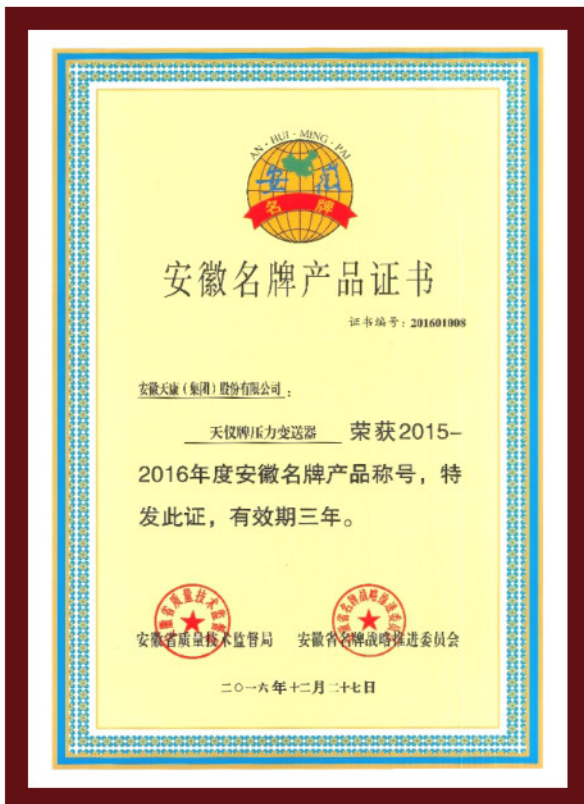 AN·HUI·MING·PAI
安徽
名牌
安徽名牌产品证书
证书编号：201601008
安徽天康（集团）股份有限公司：
天仪牌压力变送器 荣获2015-
2016年度安徽名牌产品称号，特
发此证，有效期三年。
安徽省质量技术监督局 安徽省名牌战略推进委员会
二〇一六年十二月二十七日